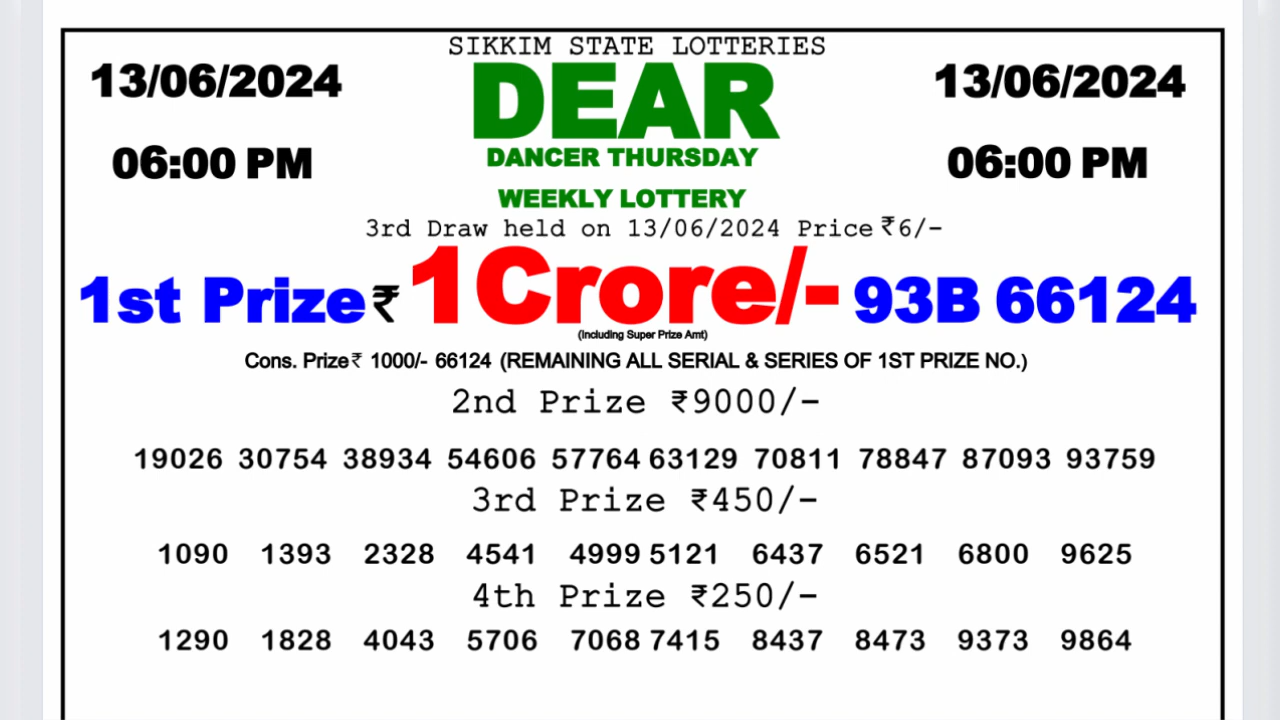 SIKKIM STATE LOTTERIES
13/06/2024 DEAR 13/06/2024
DANCER THURSDAY
06:00 PM 06:00 PM
WEEKLY LOTTERY
3rd Draw held on 13/06/2024 Price ₹6/-
1st Prize ₹ 1Crore/- 93B 66124
(Including Super Prize Amt)
Cons. Prize ₹ 1000/- 66124 (REMAINING ALL SERIAL & SERIES OF 1ST PRIZE NO.)
2nd Prize ₹9000/-
19026 30754 38934 54606 57764 63129 70811 78847 87093 93759
3rd Prize ₹450/-
1090 1393 2328 4541 4999 5121 6437 6521 6800 9625
4th Prize ₹250/-
1290 1828 4043 5706 7068 7415 8437 8473 9373 9864